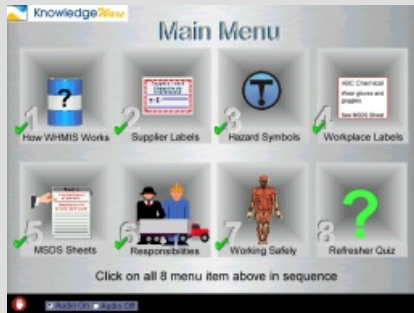 KnowledgeWare
Main Menu
?
T
ABC Chemical
Wear gloves and
goggles
See MSDS Sheet
1
2
3
4
How WHMIS Works
Supplier Labels
Hazard Symbols
Workplace Labels
?
5
6
7
8
MSDS Sheets
Responsibilities
Working Safely
Refresher Quiz
Click on all 8 menu item above in sequence
Audio On
Audio Off